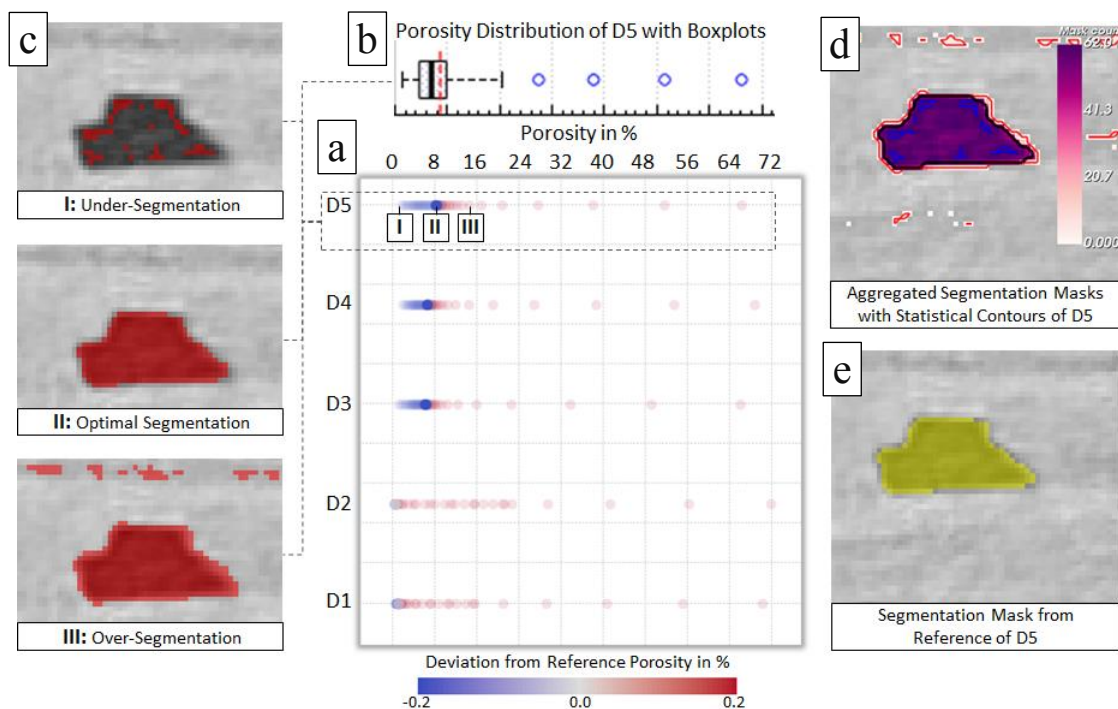 c
I: Under-Segmentation
II: Optimal Segmentation
III: Over-Segmentation
b
Porosity Distribution of D5 with Boxplots
Porosity in %
a
0 8 16 24 32 40 48 56 64 72
D5
I II III
D4
D3
D2
D1
Deviation from Reference Porosity in %
-0.2 0.0 0.2
d
Mask
62.0
41.3
20.7
0.000
Aggregated Segmentation Masks
with Statistical Contours of D5
e
Segmentation Mask from
Reference of D5